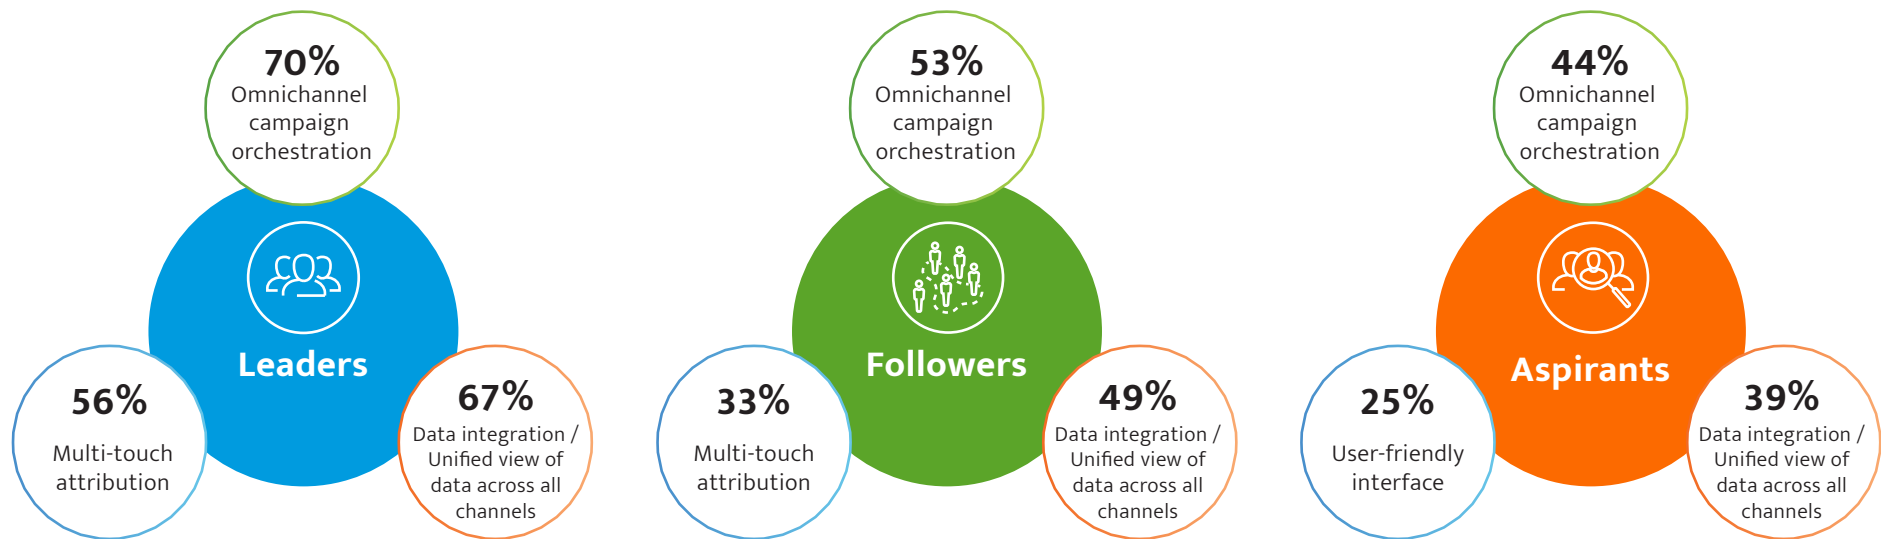 70%
Omnichannel
campaign
orchestration
Leaders
56%
Multi-touch
attribution
67%
Data integration /
Unified view of
data across all
channels
53%
Omnichannel
campaign
orchestration
Followers
33%
Multi-touch
attribution
49%
Data integration /
Unified view of
data across all
channels
44%
Omnichannel
campaign
orchestration
Aspirants
25%
User-friendly
interface
39%
Data integration /
Unified view of
data across all
channels